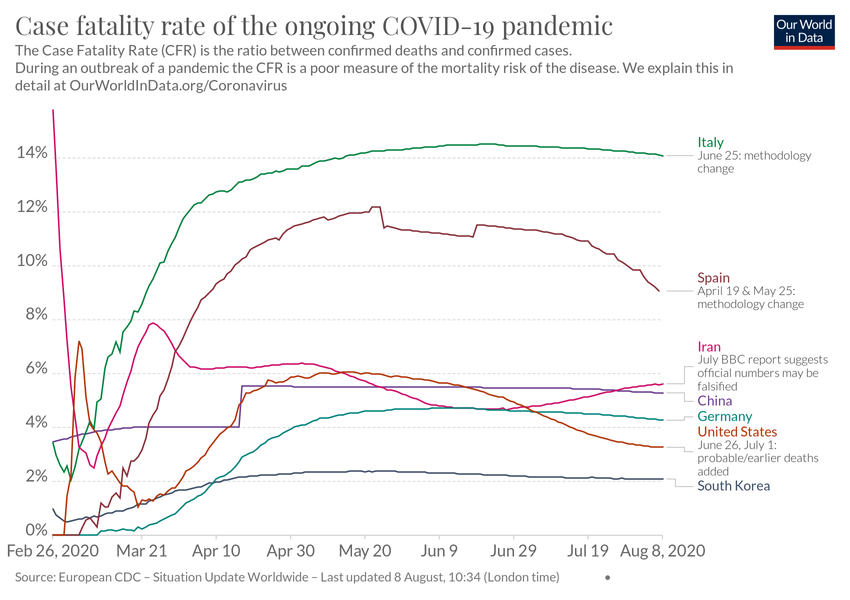 Case fatality rate of the ongoing COVID-19 pandemic
Our World
in Data
The Case Fatality Rate (CFR) is the ratio between confirmed deaths and confirmed cases.
During an outbreak of a pandemic the CFR is a poor measure of the mortality risk of the disease. We explain this in
detail at OurWorldInData.org/Coronavirus
14%
12%
10%
8%
6%
4%
2%
0%
Italy
June 25: methodology
change
Spain
April 19 & May 25:
methodology change
Iran
July BBC report suggests
official numbers may be
falsified
China
Germany
United States
June 26, July 1:
probable/earlier deaths
added
South Korea
Feb 26, 2020
Mar 21
Apr 10
Apr 30
May 20
Jun 9
Jun 29
Jul 19
Aug 8, 2020
Source: European CDC – Situation Update Worldwide – Last updated 8 August, 10:34 (London time)